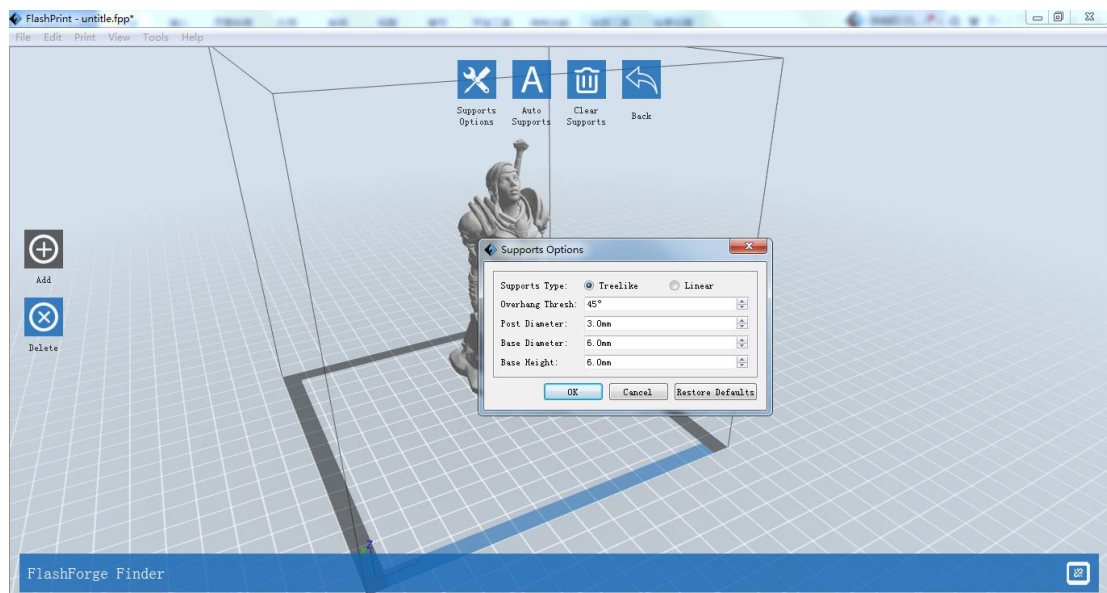 FlashPrint - untitle.fpp*
File Edit Print View Tools Help
Supports Options
Auto Supports
Clear Supports
Back
Add
Delete
Supports Options
Supports Type: Treelike Linear
Overhang Thresh: 45°
Post Diameter: 3.0mm
Base Diameter: 6.0mm
Base Height: 6.0mm
OK Cancel Restore Defaults
Z
FlashForge Finder